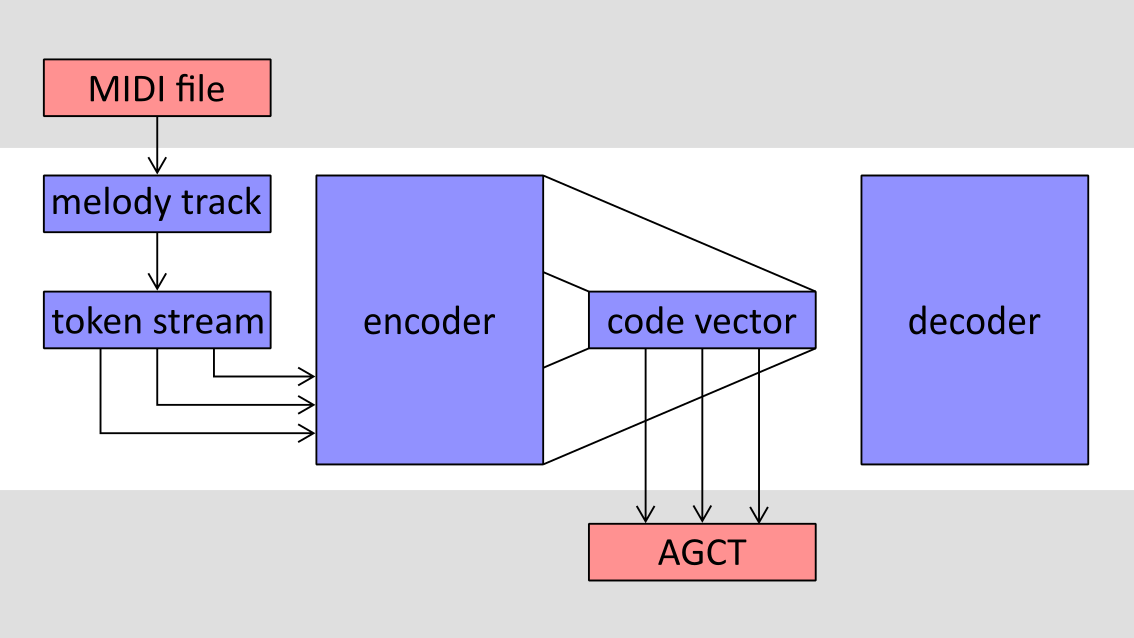 MIDI file
melody track
token stream
encoder
code vector
decoder
AGCT